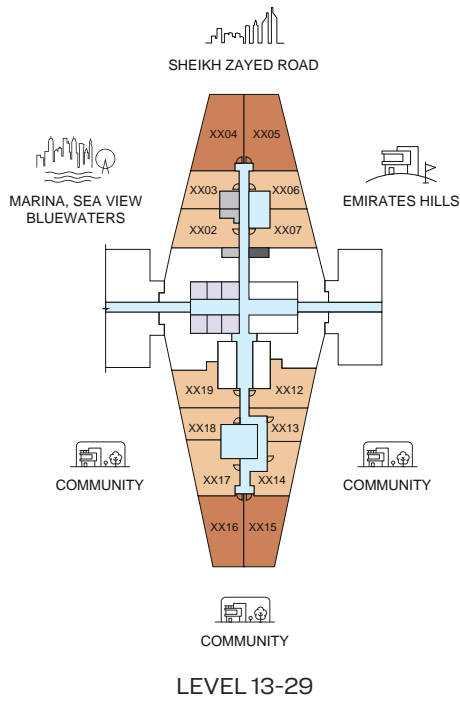 SHEIKH ZAYED ROAD
XX04
XX05
MARINA, SEA VIEW
BLUEWATERS
XX03
XX06
EMIRATES HILLS
XX02
XX07
XX19
XX12
XX18
XX13
COMMUNITY
XX17
XX14
COMMUNITY
XX16
XX15
COMMUNITY
LEVEL 13-29